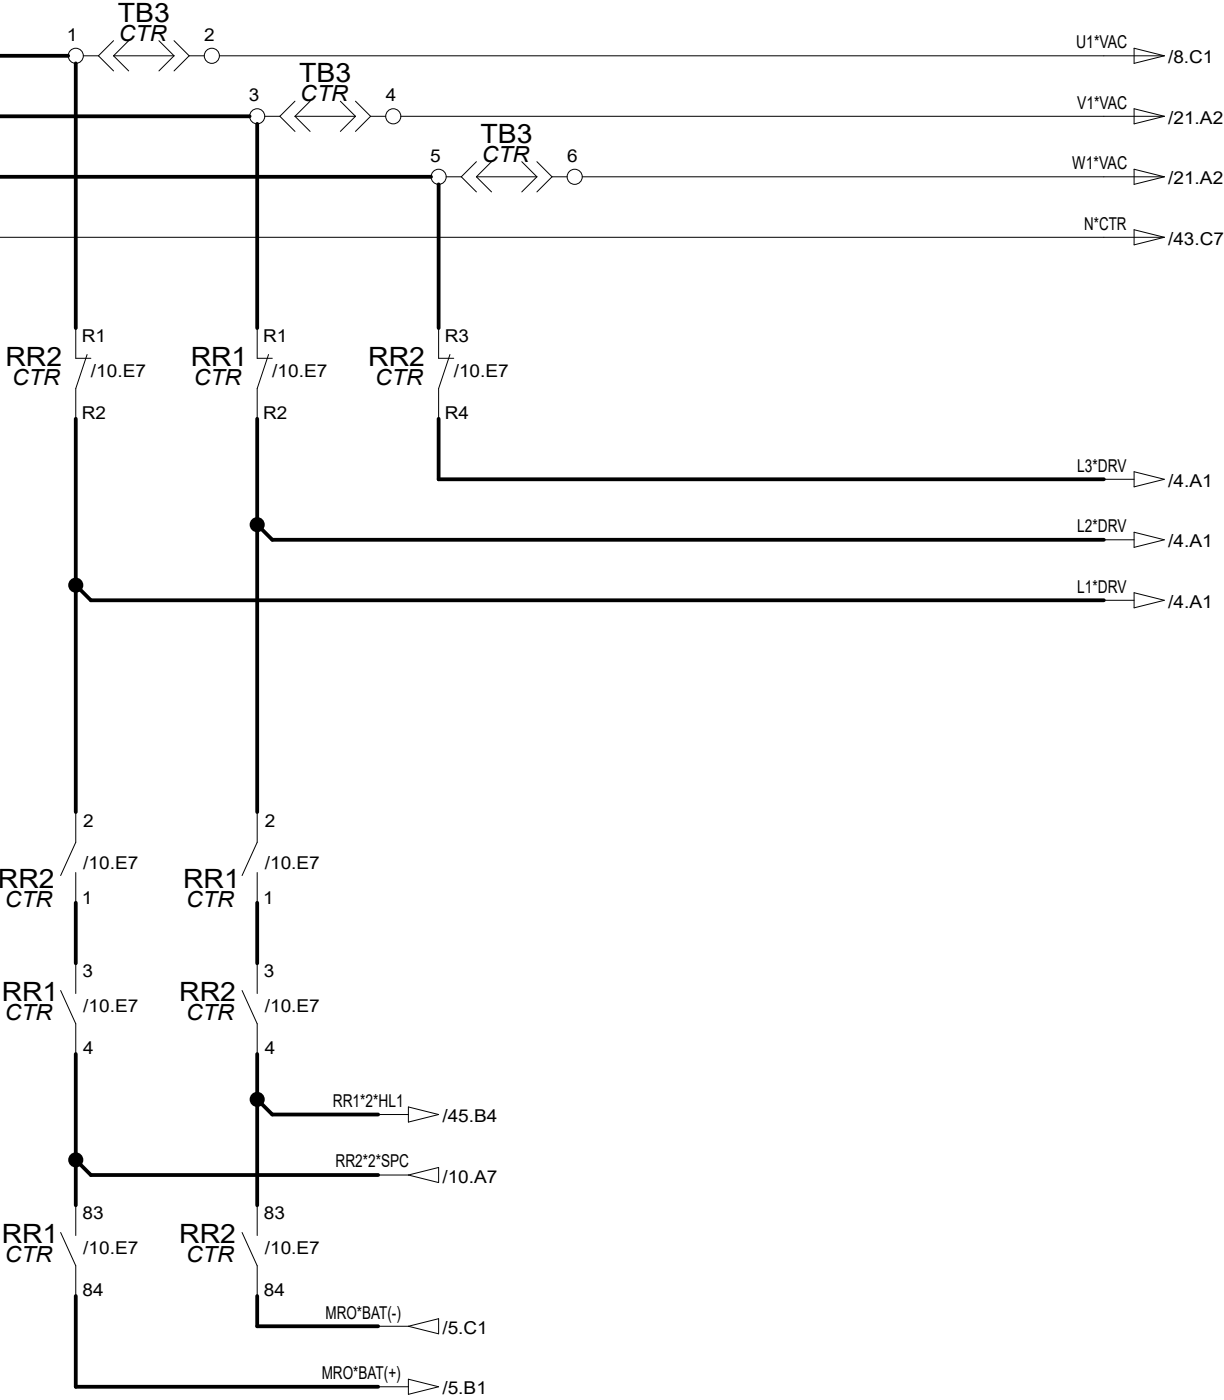 TB3
CTR
1
2
U1*VAC
/8.C1
TB3
CTR
3
4
V1*VAC
/21.A2
TB3
CTR
5
6
W1*VAC
/21.A2
N*CTR
/43.C7
R1
R1
R3
RR2
CTR
/10.E7
RR1
CTR
/10.E7
RR2
CTR
/10.E7
R2
R2
R4
L3*DRV
/4.A1
L2*DRV
/4.A1
L1*DRV
/4.A1
2
2
RR2
CTR
/10.E7
RR1
CTR
/10.E7
1
1
3
3
RR1
CTR
/10.E7
RR2
CTR
/10.E7
4
4
RR1*2*HL1
/45.B4
RR2*2*SPC
/10.A7
83
83
RR1
CTR
/10.E7
RR2
CTR
/10.E7
84
84
MRO*BAT(-)
/5.C1
MRO*BAT(+)
/5.B1